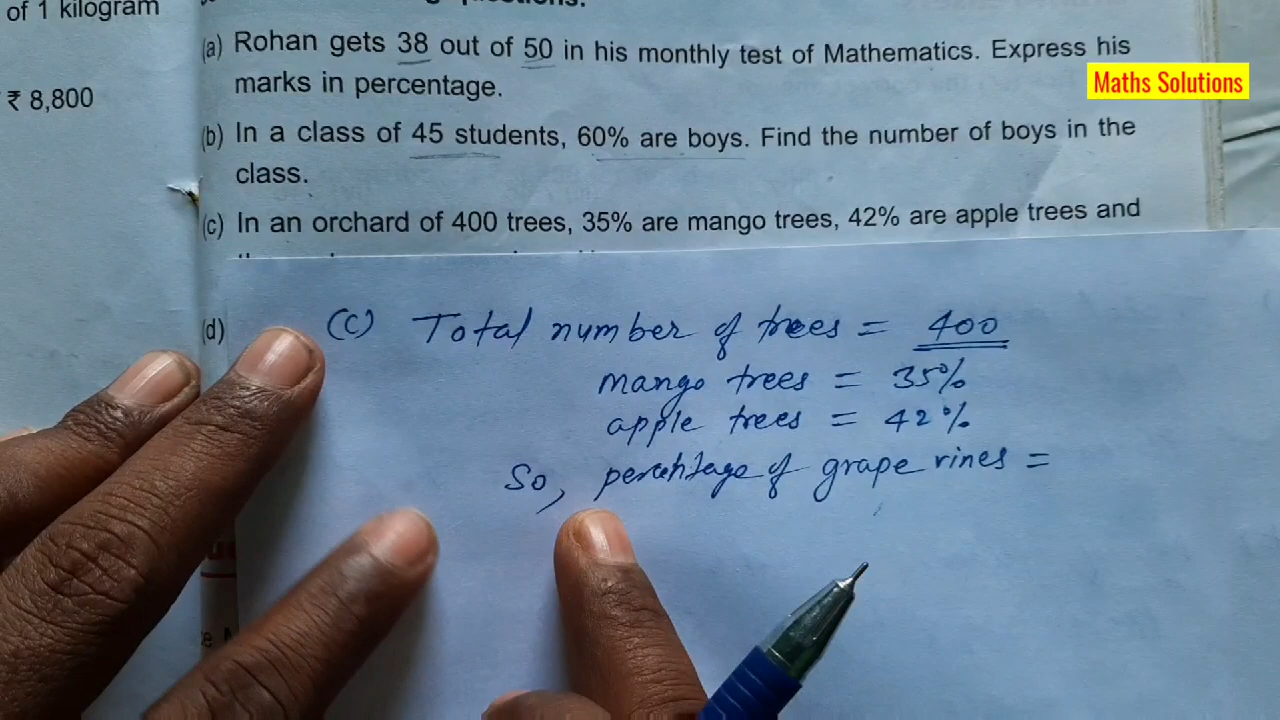 of 1 kilogram
₹ 8,800
(a) Rohan gets 38 out of 50 in his monthly test of Mathematics. Express his
marks in percentage.
Maths Solutions
(b) In a class of 45 students, 60% are boys. Find the number of boys in the
class.
(c) In an orchard of 400 trees, 35% are mango trees, 42% are apple trees and
(d)
(C) Total number of trees = 400
mango trees = 35%
apple trees = 42%
So, percentage of grape vines =